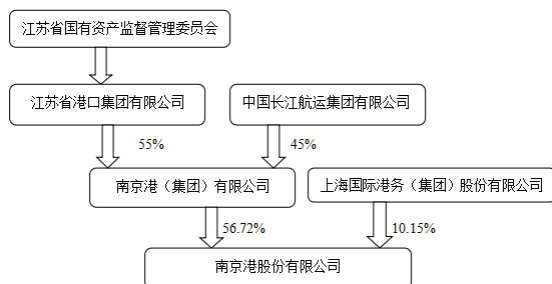 江苏省国有资产监督管理委员会
江苏省港口集团有限公司
中国长江航运集团有限公司
55%
45%
南京港（集团）有限公司
上海国际港务（集团）股份有限公司
56.72%
10.15%
南京港股份有限公司